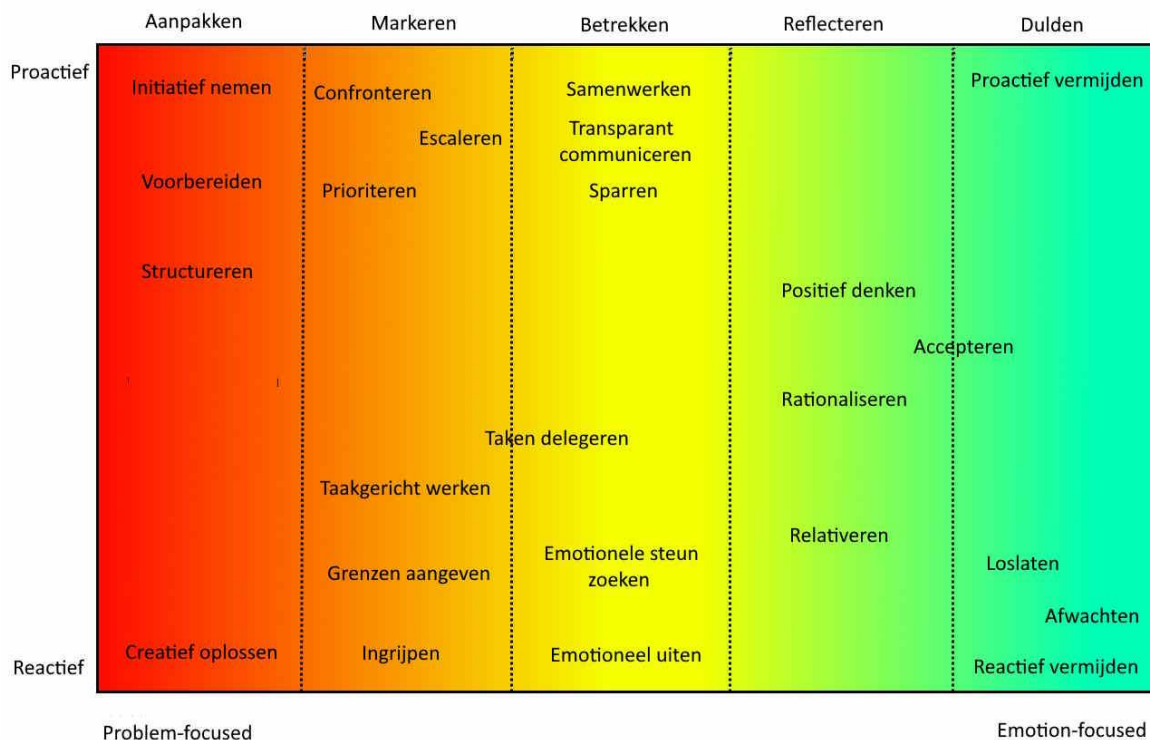 Aanpakken Markeren Betrekken Reflecteren Dulden
Proactief
Initiatief nemen Confronteren Samenwerken Proactief vermijden
Escaleren Transparant
communiceren
Voorbereiden Prioriteren Sparren
Structureren
Positief denken
Accepteren
Rationaliseren
Taken delegeren
Taakgericht werken
Relativeren
Emotionele steun
zoeken
Grenzen aangeven Loslaten
Afwachten
Creatief oplossen Ingrijpen Emotioneel uiten Reactief vermijden
Reactief
Problem-focused Emotion-focused